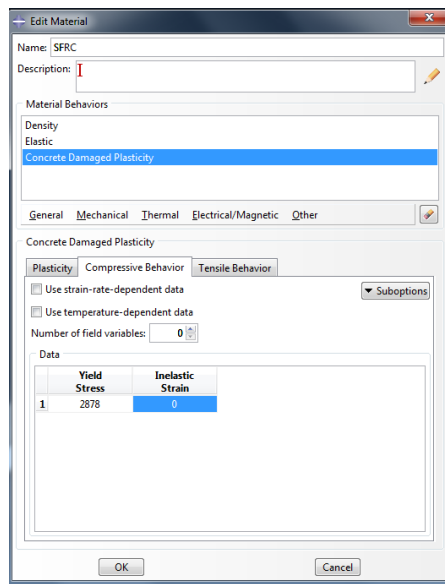 Edit Material
Name: SFRC
Description:
Material Behaviors
Density
Elastic
Concrete Damaged Plasticity
General Mechanical Thermal Electrical/Magnetic Other
Concrete Damaged Plasticity
Plasticity Compressive Behavior Tensile Behavior
Use strain-rate-dependent data
Suboptions
Use temperature-dependent data
Number of field variables: 0
Data
Yield Stress Inelastic Strain
1 2878 0
OK Cancel